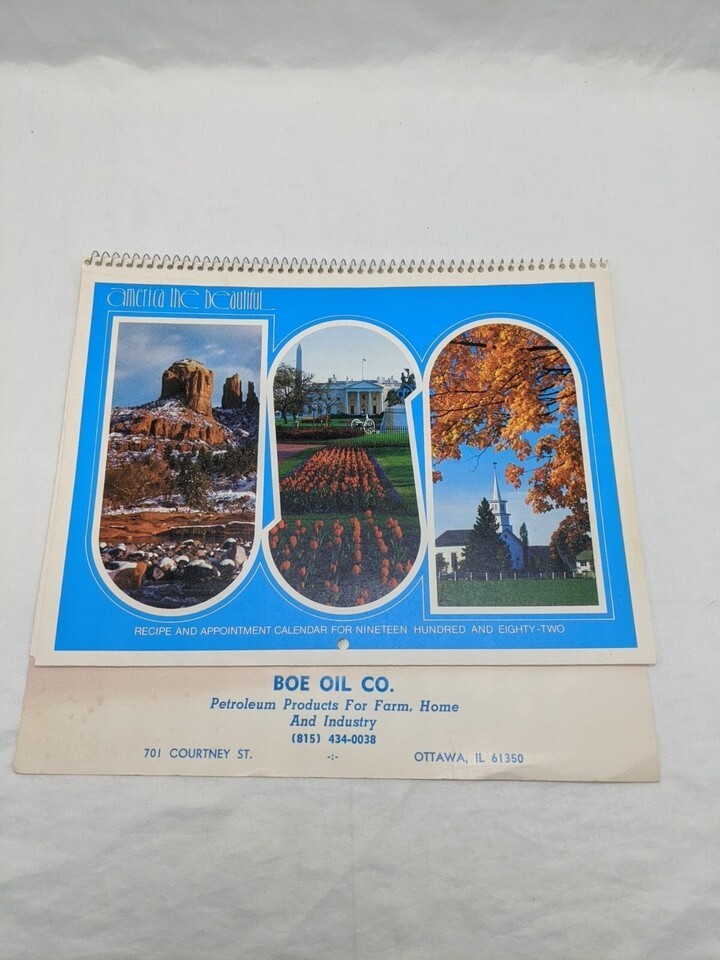 america the beautiful
RECIPE AND APPOINTMENT CALENDAR FOR NINETEEN HUNDRED AND EIGHTY-TWO
BOE OIL CO.
Petroleum Products For Farm, Home
And Industry
(815) 434-0038
701 COURTNEY ST. -:- OTTAWA, IL 61350